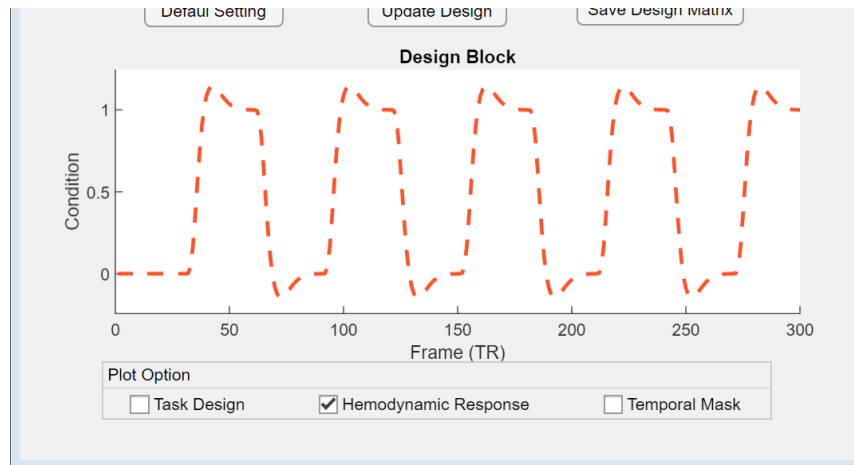 Defaul Setting Update Design Save Design Matrix
Design Block
1
0.5
0
Condition
0 50 100 150 200 250 300
Frame (TR)
Plot Option
Task Design Hemodynamic Response Temporal Mask